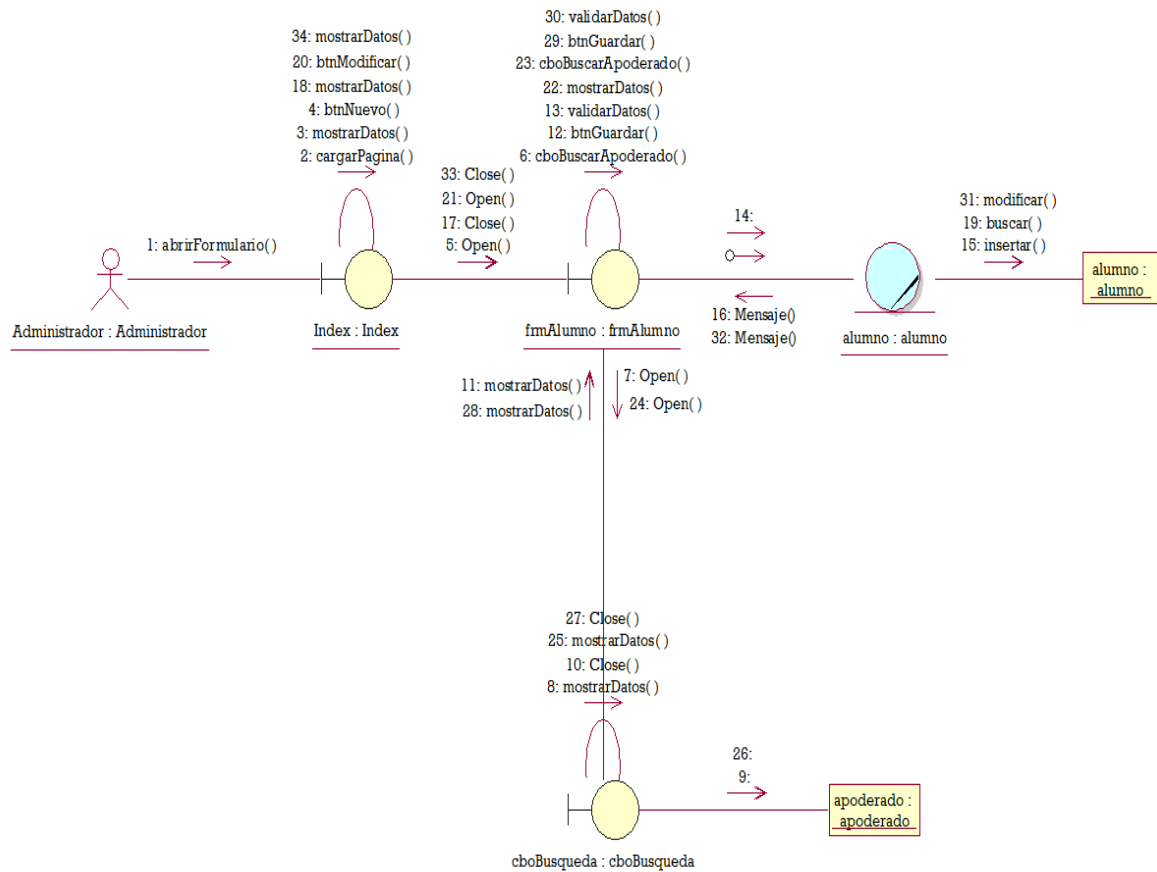 34: mostrarDatos( )
20: btnModificar( )
18: mostrarDatos( )
4: btnNuevo( )
3: mostrarDatos( )
2: cargarPagina( )
30: validarDatos( )
29: btnGuardar( )
23: cboBuscarApoderado( )
22: mostrarDatos( )
13: validarDatos( )
12: btnGuardar( )
6: cboBuscarApoderado( )
33: Close( )
21: Open( )
17: Close( )
5: Open( )
14:
31: modificar( )
19: buscar( )
15: insertar( )
1: abrirFormulario( )
alumno :
alumno
16: Mensaje()
32: Mensaje()
Administrador : Administrador
Index : Index
frmAlumno : frmAlumno
alumno : alumno
11: mostrarDatos( )
28: mostrarDatos( )
7: Open( )
24: Open( )
27: Close( )
25: mostrarDatos( )
10: Close( )
8: mostrarDatos( )
26:
9:
apoderado :
apoderado
cboBusqueda : cboBusqueda